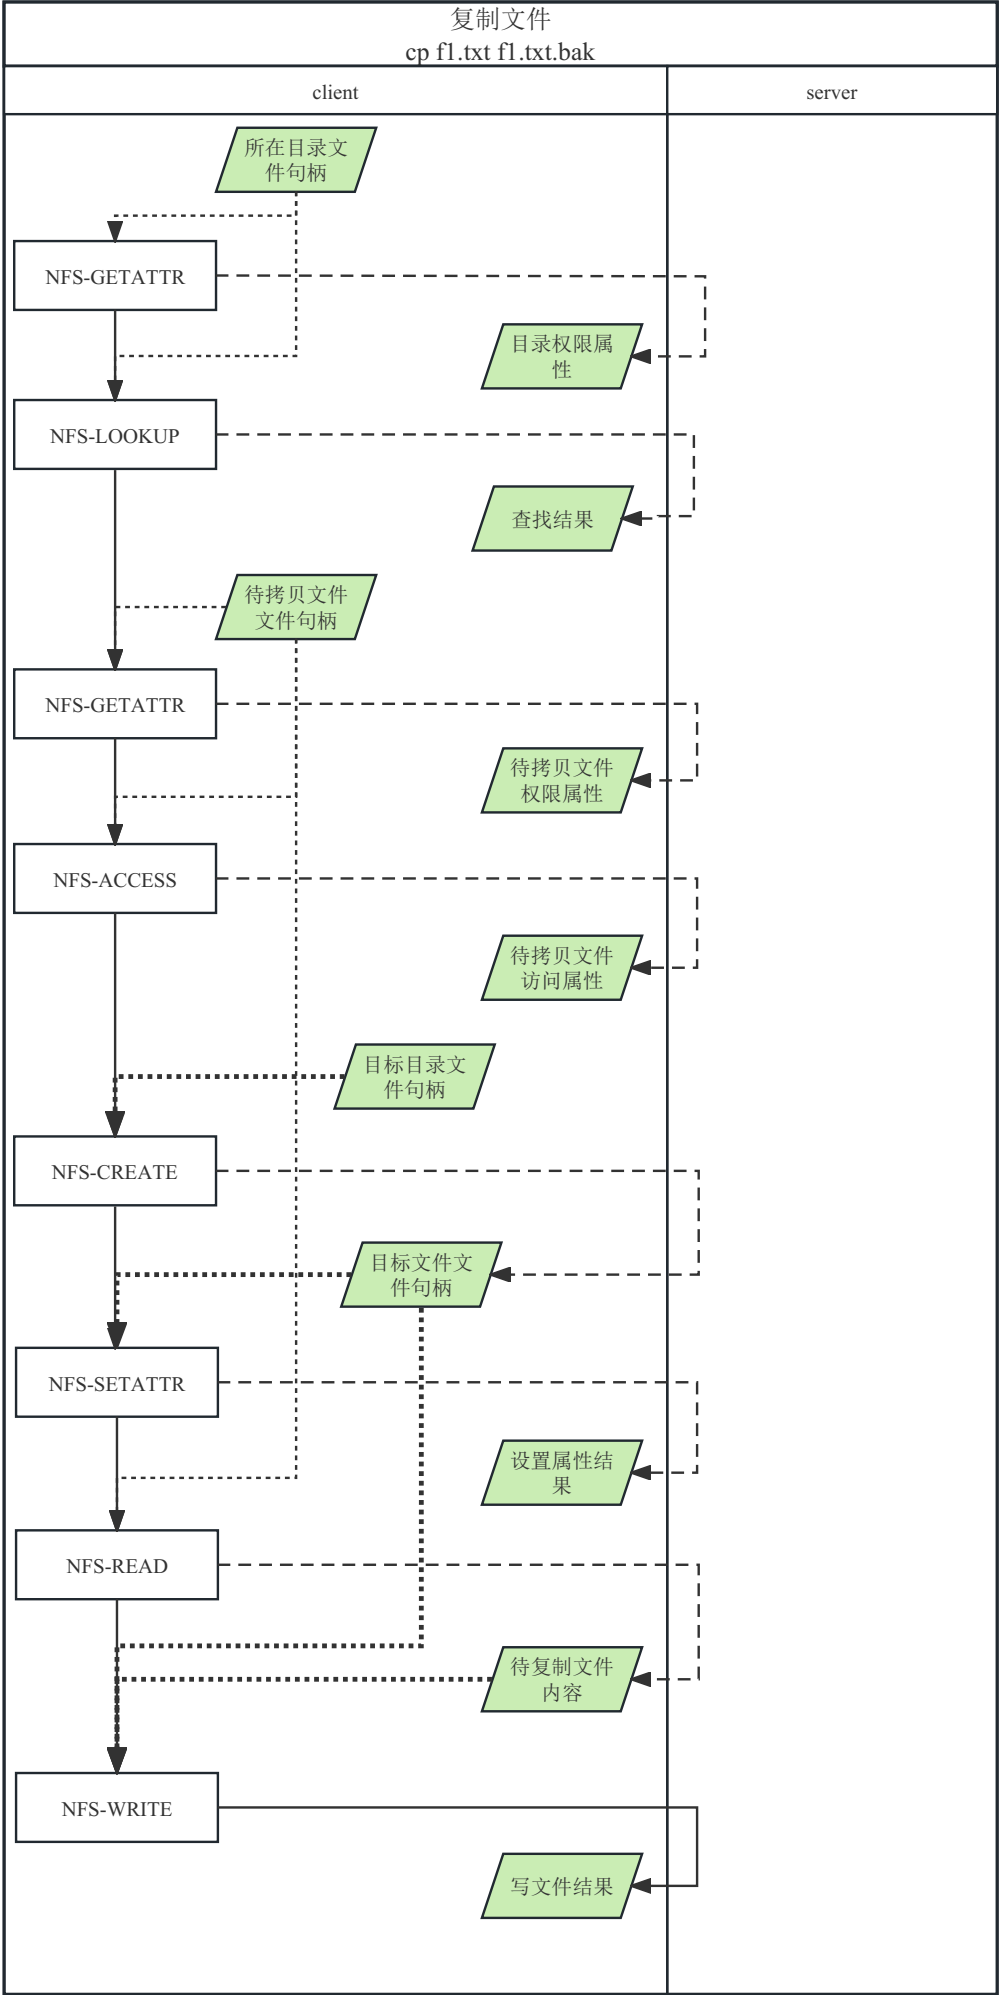 复制文件
cp f1.txt f1.txt.bak
client
server
所在目录文
件句柄
NFS-GETATTR
目录权限属
性
NFS-LOOKUP
查找结果
待拷贝文件
文件句柄
NFS-GETATTR
待拷贝文件
权限属性
NFS-ACCESS
待拷贝文件
访问属性
目标目录文
件句柄
NFS-CREATE
目标文件文
件句柄
NFS-SETATTR
设置属性结
果
NFS-READ
待复制文件
内容
NFS-WRITE
写文件结果